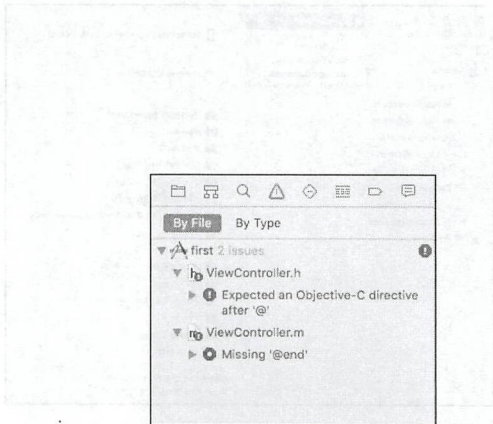 By File By Type
first 2 issues
ViewController.h
Expected an Objective-C directive
after '@'
ViewController.m
Missing '@end'